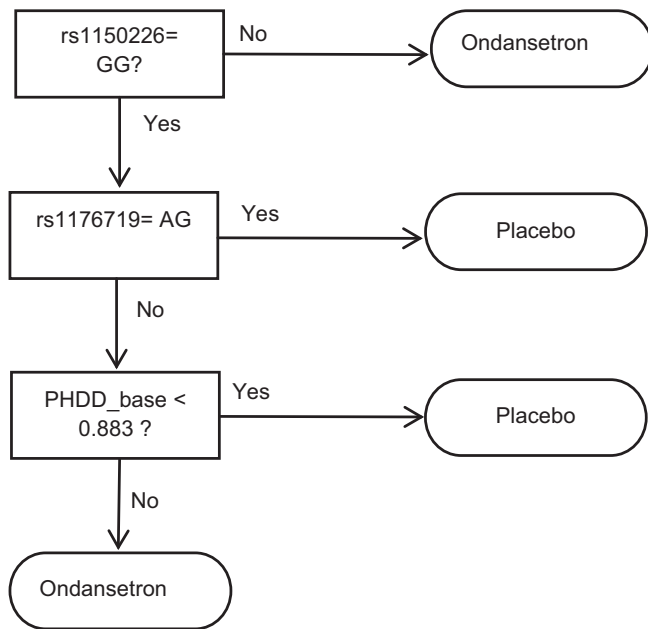 rs1150226=
GG?
No
Ondansetron
Yes
rs1176719= AG
Yes
Placebo
No
PHDD_base <
0.883 ?
Yes
Placebo
No
Ondansetron